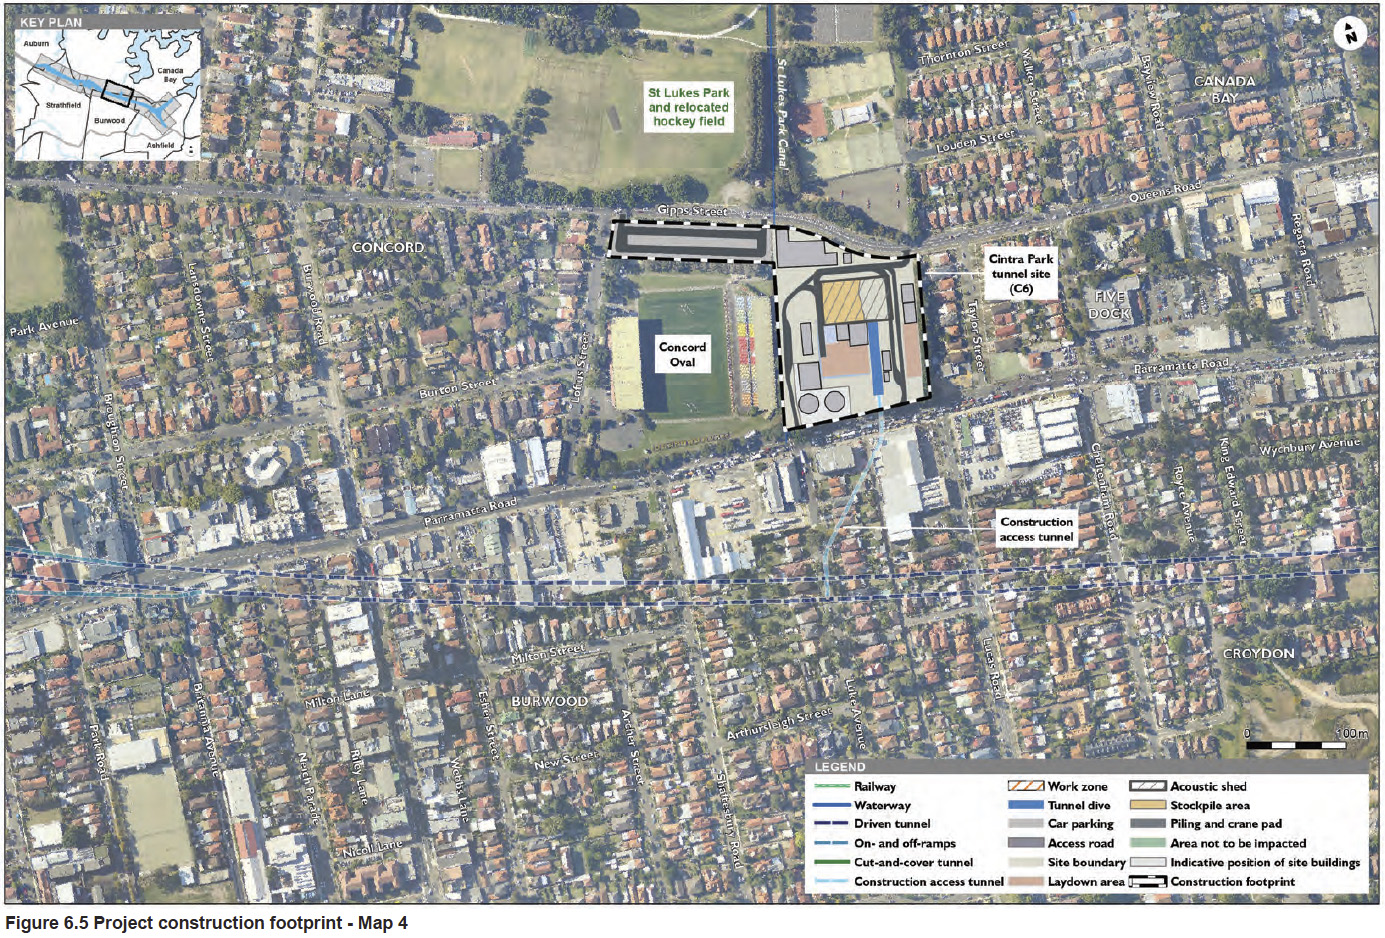 KEY PLAN
Auburn
Canada
Bay
Strathfield
Burwood
Ashfield
N
St Lukes Park
and relocated
hockey field
St Lukes Park Canal
Thornton Street
Walker Street
Bayview Road
CANADA
BAY
Louden Street
Queens Road
Regatta Road
Gipps Street
CONCORD
Lansdowne Street
Burwood Road
Park Avenue
Cintra Park
tunnel site
(C6)
FIVE
DOCK
Taylor Street
Concord
Oval
Loftus Street
Burton Street
Parramatta Road
Broughton Street
Parramatta Road
Cheltenham Road
Royce Avenue
King Edward Street
Wychbury Avenue
Construction
access tunnel
Milton Street
Lucas Road
CROYDON
BURWOOD
Milton Lane
Britannia Avenue
Park Road
Neich Parade
Riley Lane
Webbs Lane
Esher Street
New Street
Archer Street
Shaftesbury Road
Arthursleigh Street
Luke Avenue
Nicoll Lane
0 100 m
LEGEND
Railway
Waterway
Driven tunnel
On- and off-ramps
Cut-and-cover tunnel
Construction access tunnel
Work zone
Tunnel dive
Car parking
Access road
Site boundary
Laydown area
Acoustic shed
Stockpile area
Piling and crane pad
Area not to be impacted
Indicative position of site buildings
Construction footprint
Figure 6.5 Project construction footprint - Map 4